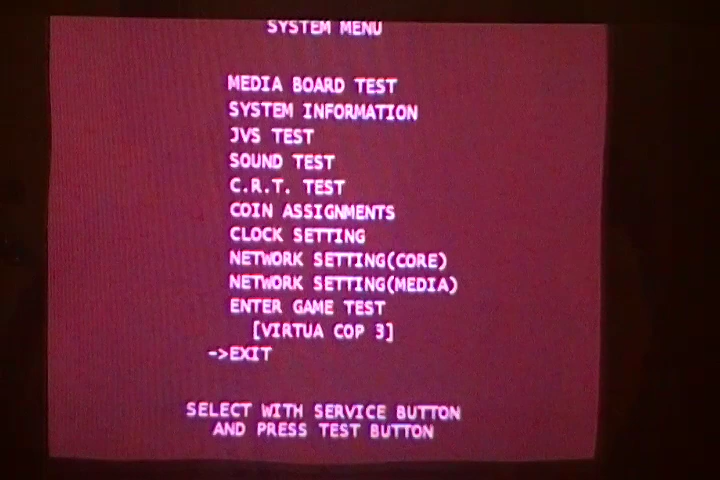 SYSTEM MENU
MEDIA BOARD TEST
SYSTEM INFORMATION
JVS TEST
SOUND TEST
C.R.T. TEST
COIN ASSIGNMENTS
CLOCK SETTING
NETWORK SETTING(CORE)
NETWORK SETTING(MEDIA)
ENTER GAME TEST
[VIRTUA COP 3]
->EXIT
SELECT WITH SERVICE BUTTON
AND PRESS TEST BUTTON